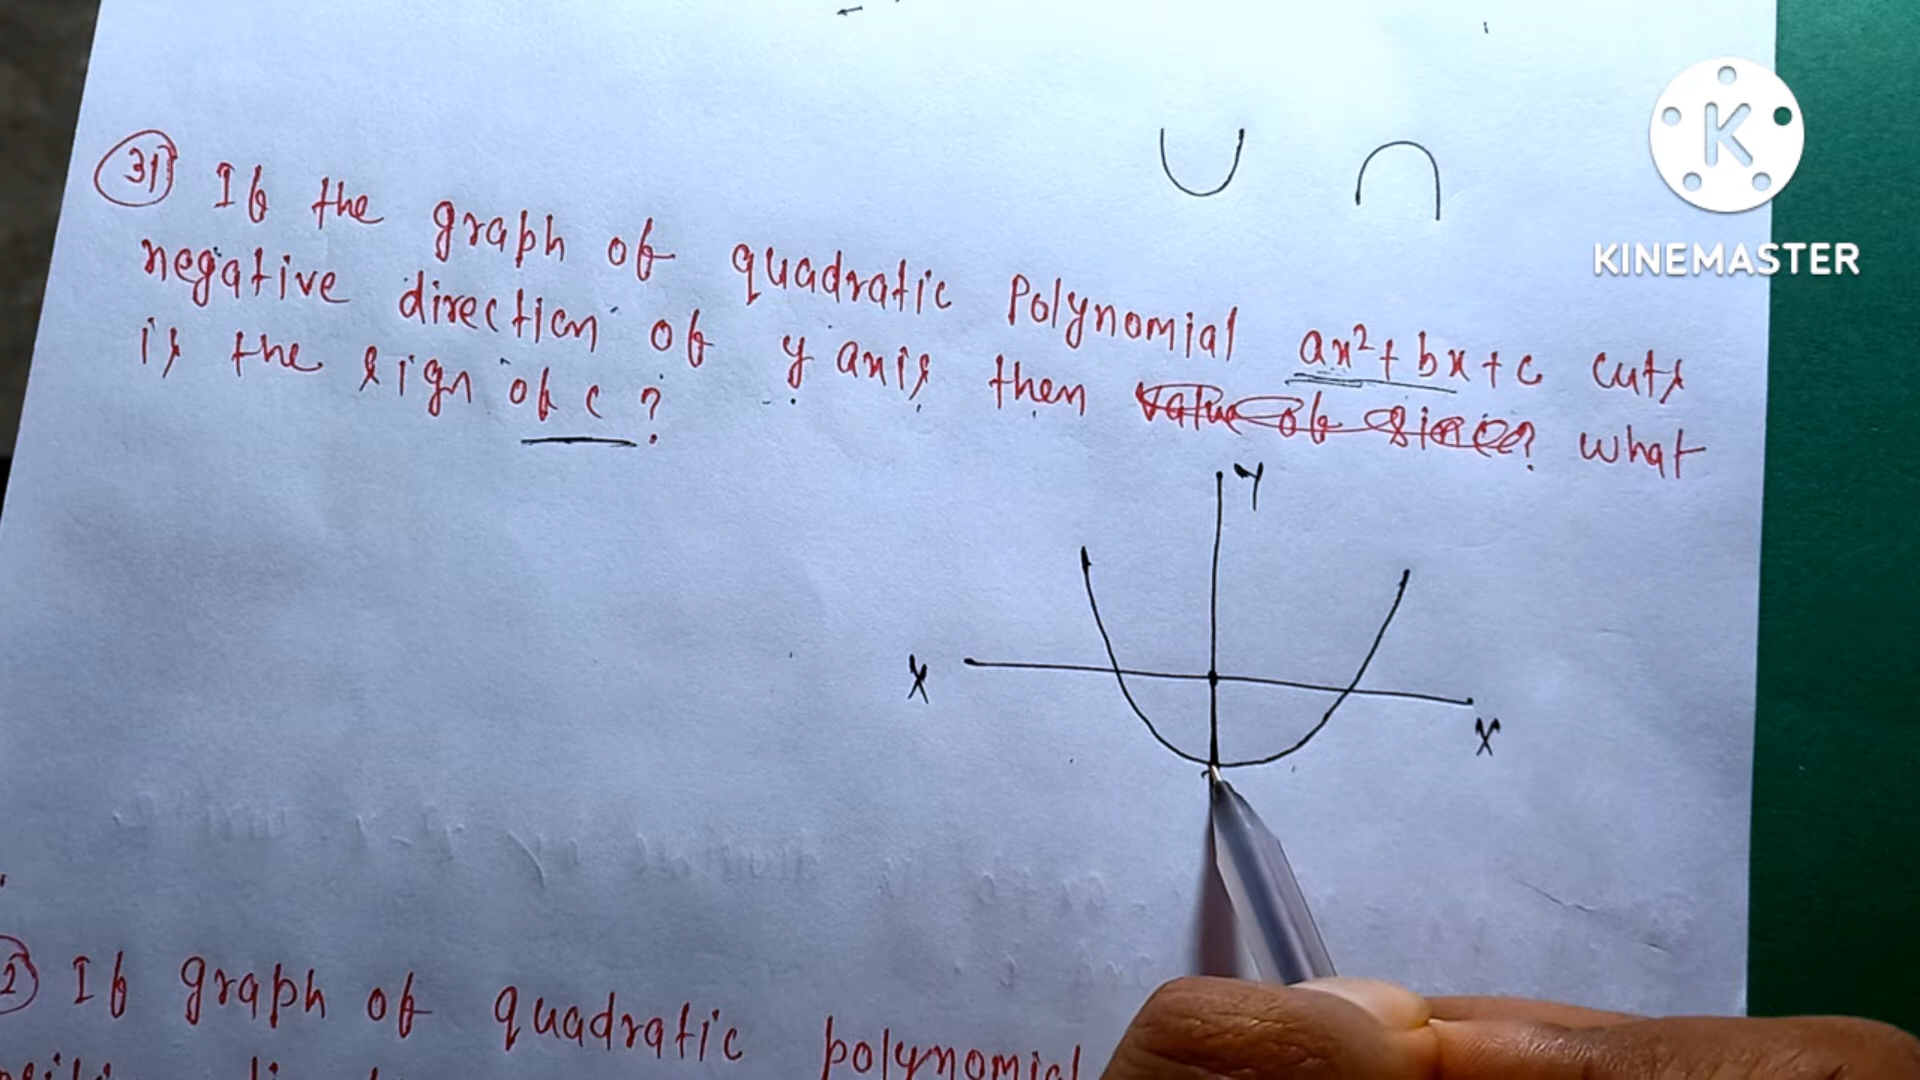 31 If the graph of quadratic Polynomial ax²+bx+c cuts
negative direction of y axis then what
is the sign of c ?
Y
X
X
2 If graph of quadratic polynomial
K
KINEMASTER